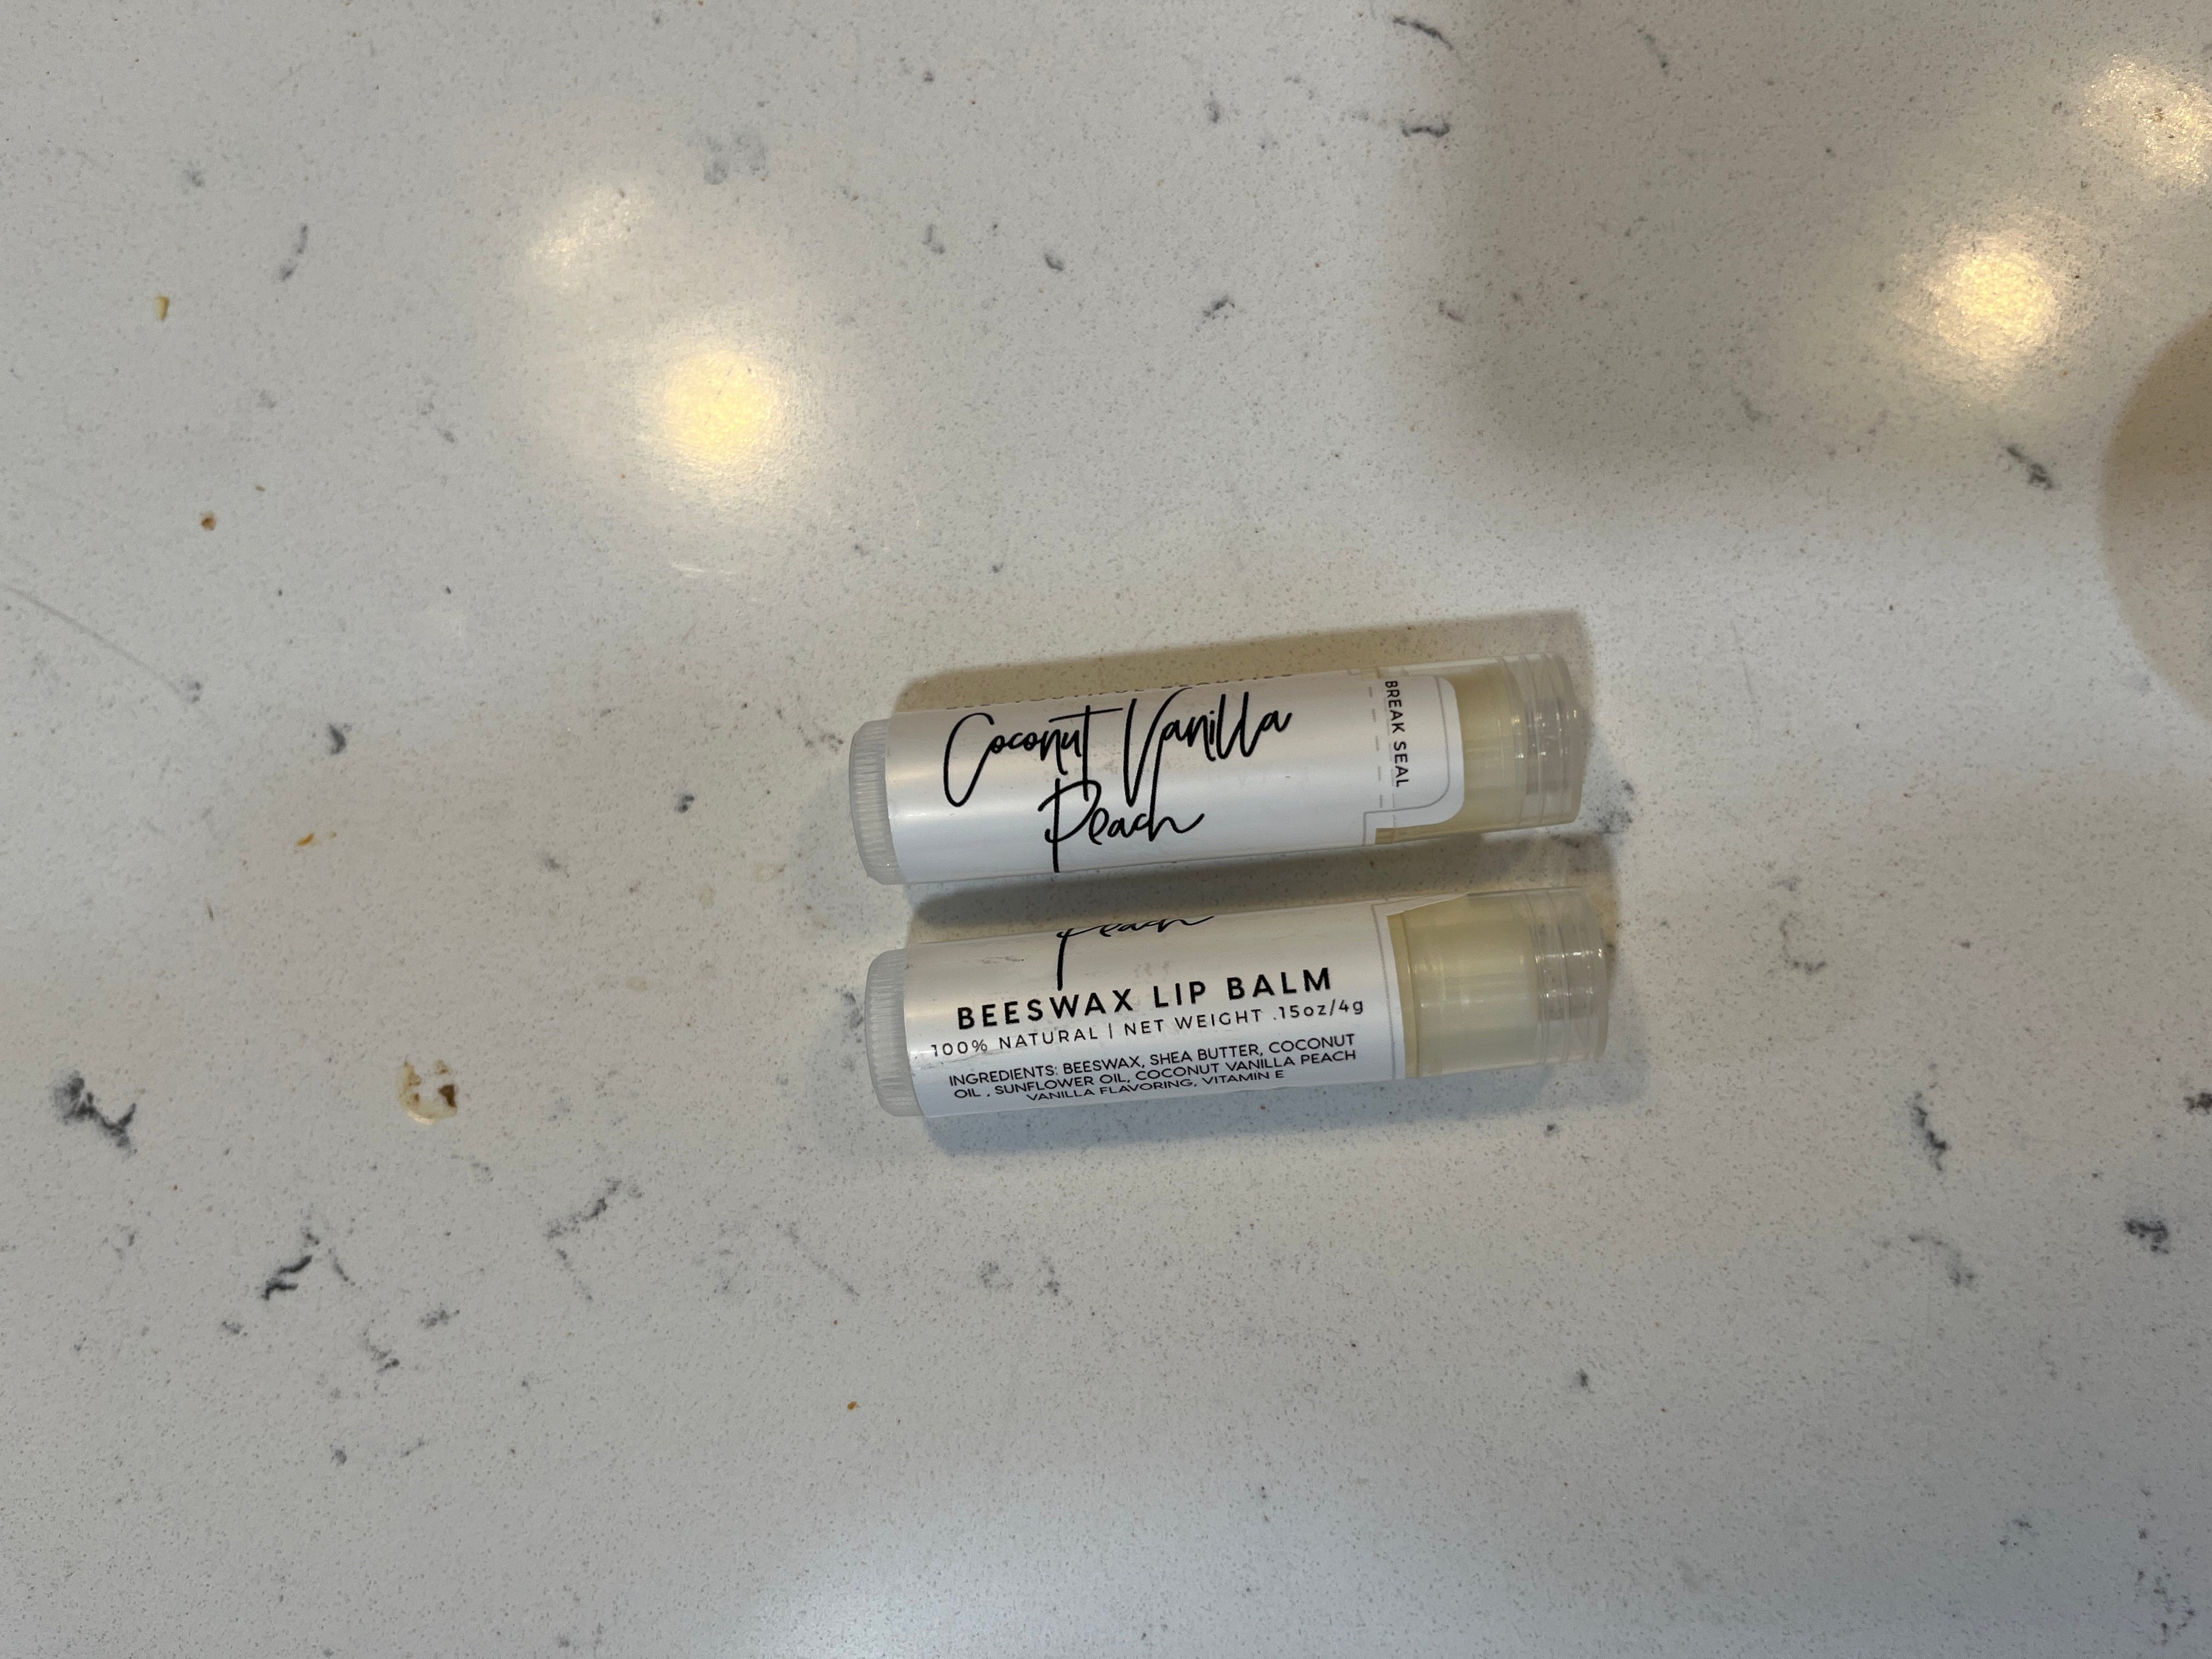 Coconut Vanilla
Peach
BREAK SEAL
Peach
BEESWAX LIP BALM
100% NATURAL | NET WEIGHT .15oz/4g
INGREDIENTS: BEESWAX, SHEA BUTTER, COCONUT
OIL , SUNFLOWER OIL, COCONUT VANILLA PEACH
VANILLA FLAVORING, VITAMIN E